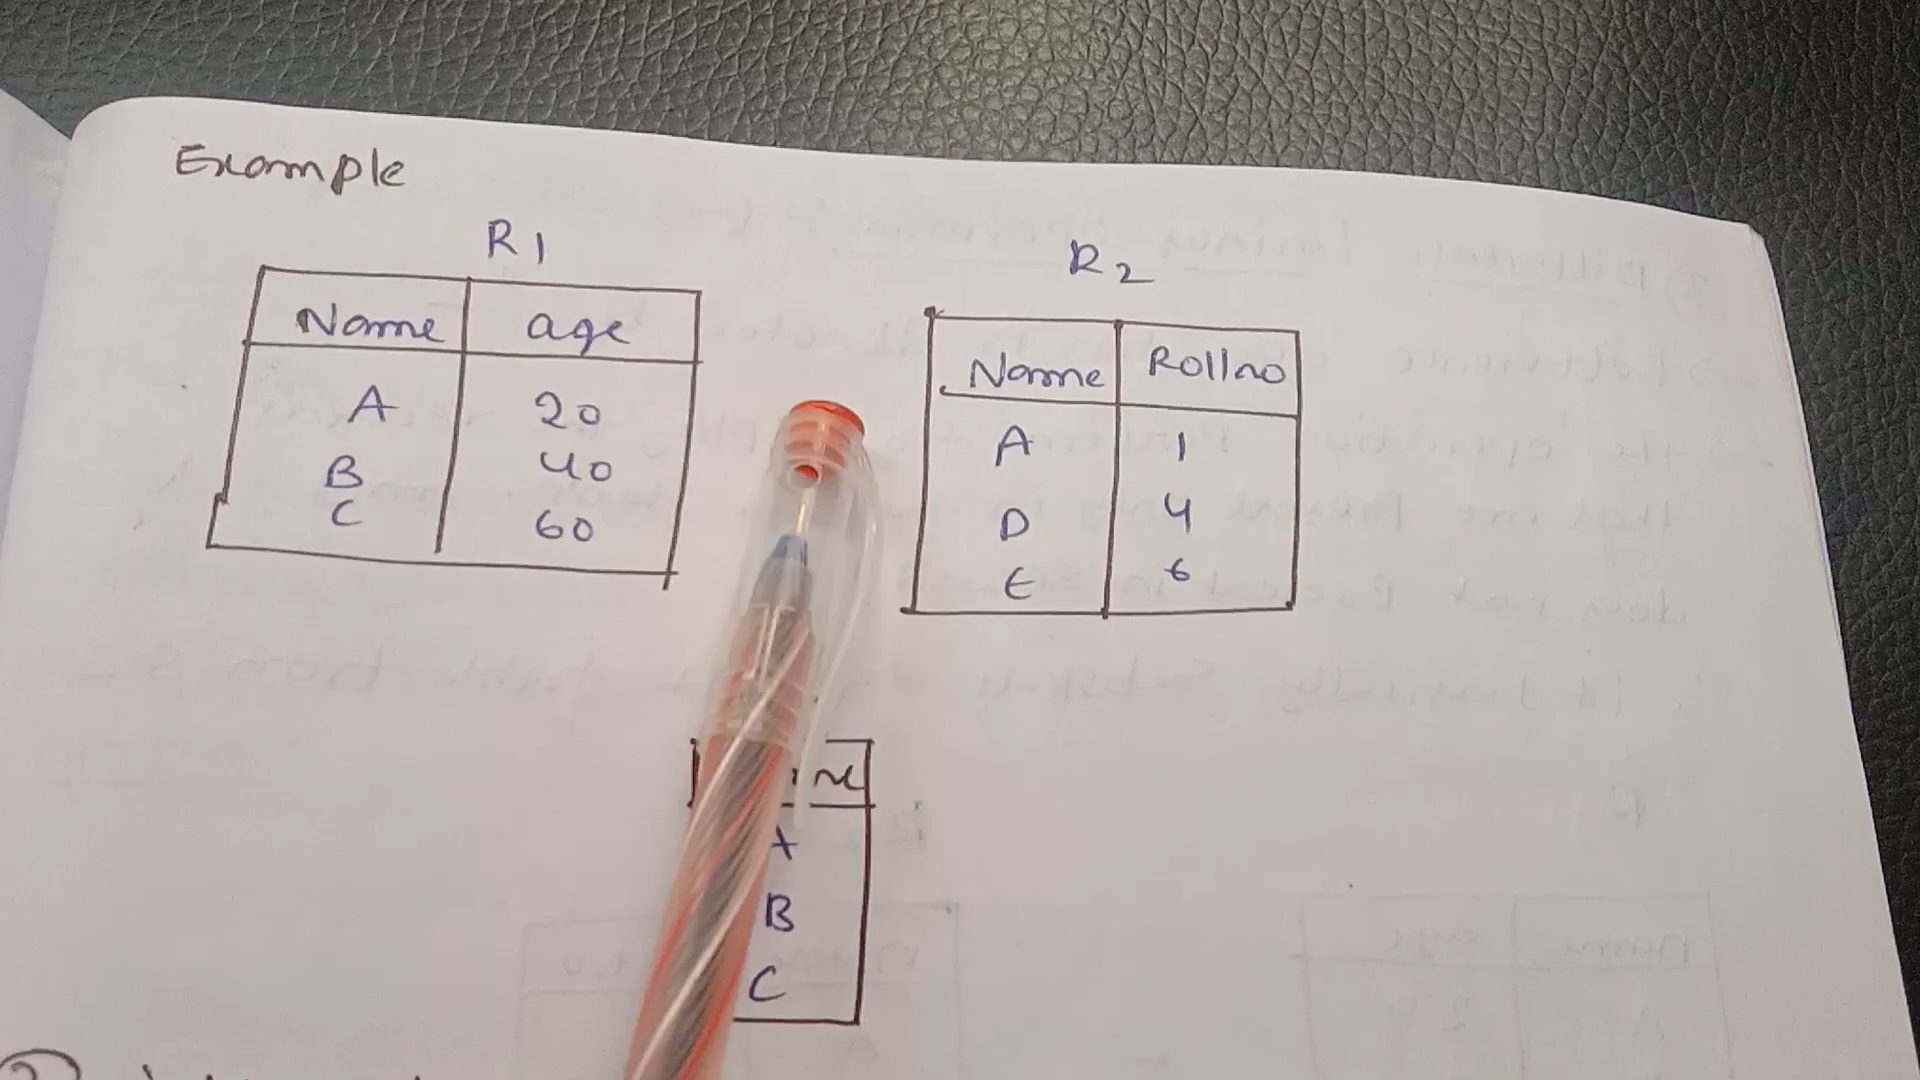 Example
R1
Name age
A 20
B 40
C 60
R2
Name Rollno
A 1
D 4
E 6
A
B
C